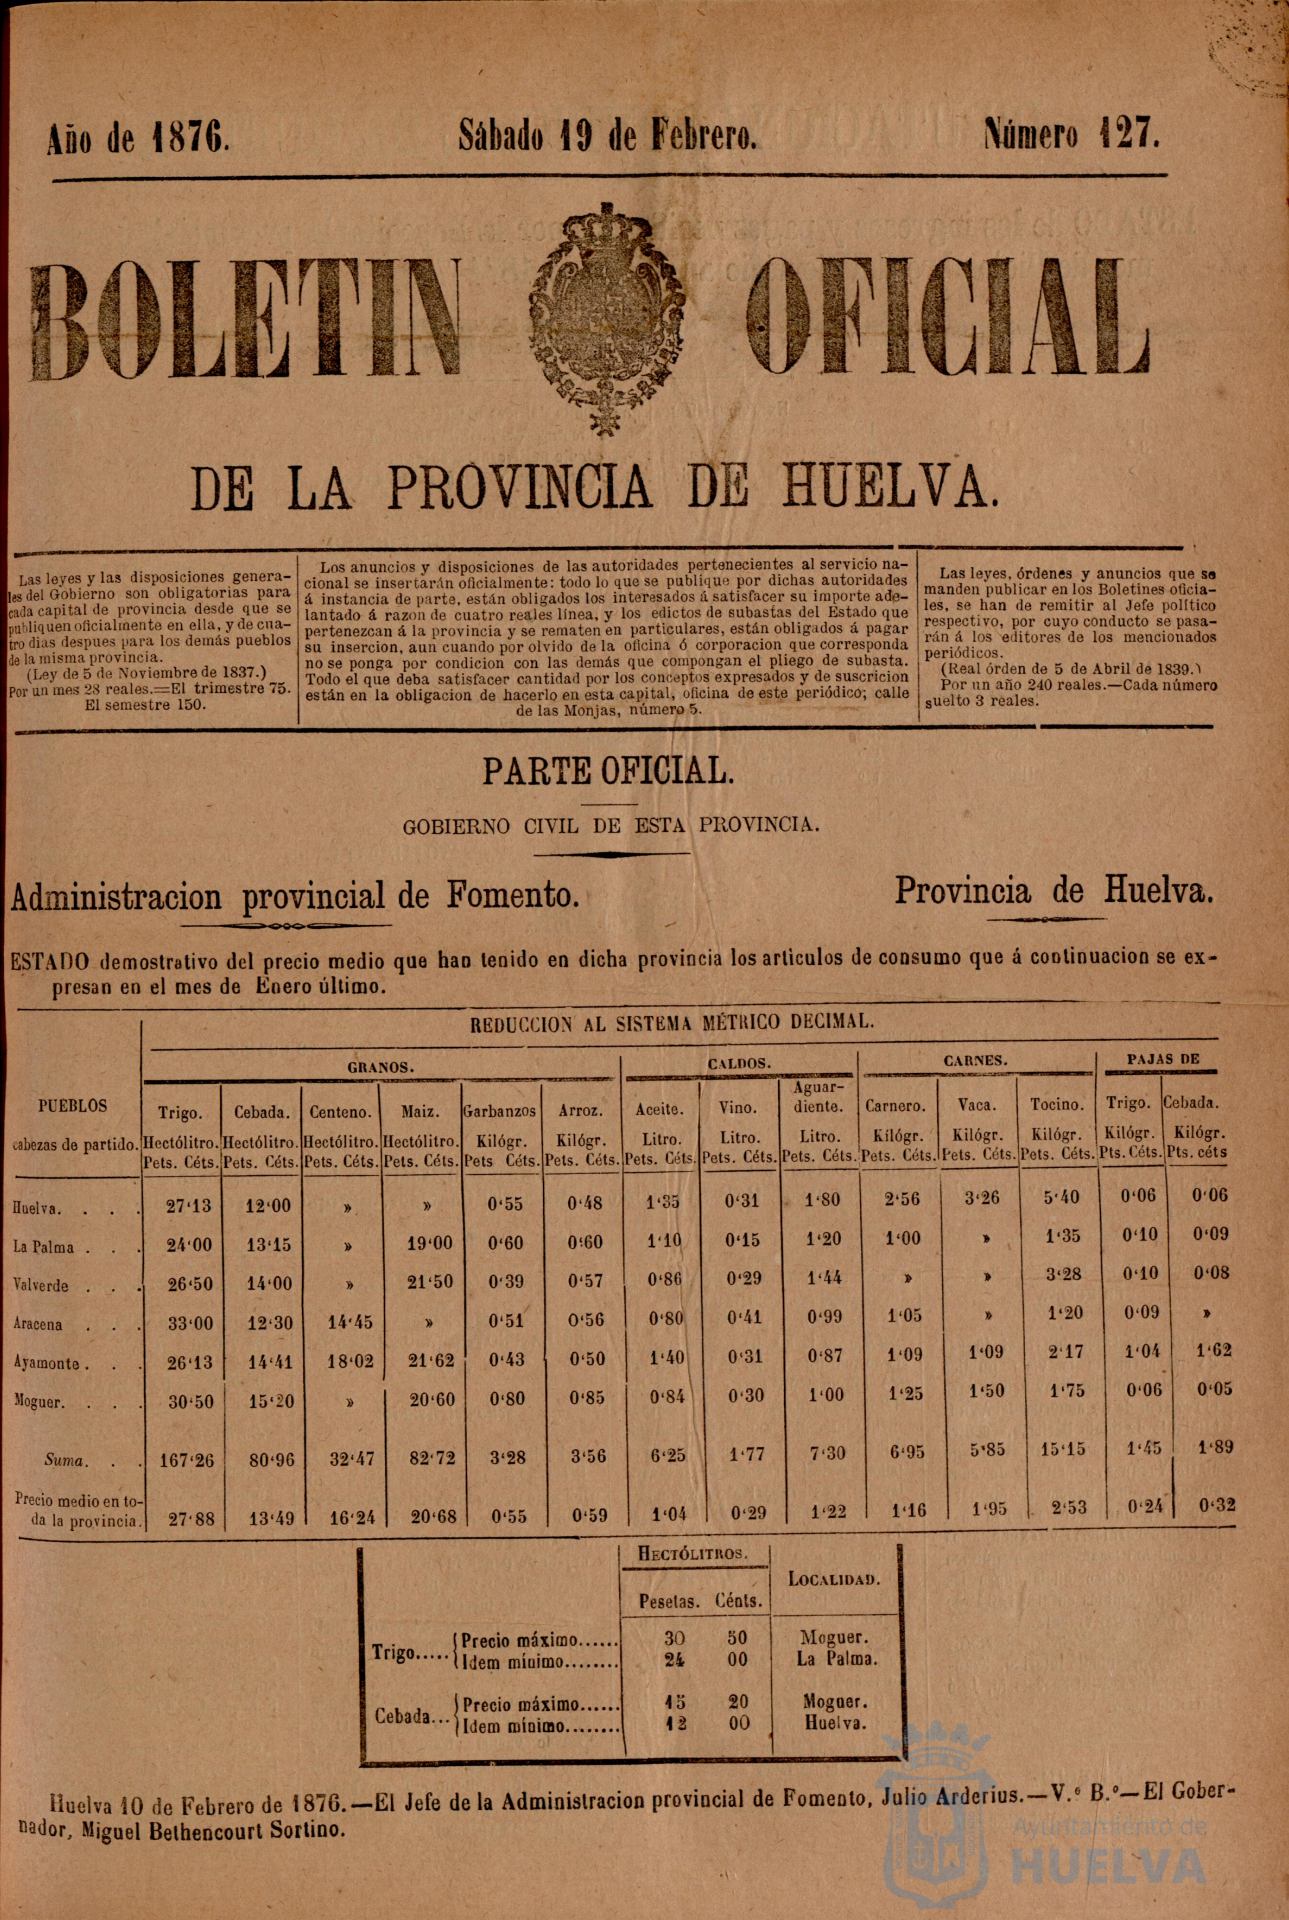 Año de 1876.
Sábado 19 de Febrero.
Número 127.
BOLETIN OFICIAL
DE LA PROVINCIA DE HUELVA.
Las leyes y las disposiciones genera-
les del Gobierno son obligatorias para
cada capital de provincia desde que se
publiquen oficialmente en ella, y de cua-
tro dias despues para los demás pueblos
de la misma provincia.
(Ley de 5 de Noviembre de 1837.)
Por un mes 28 reales.=El trimestre 75.
El semestre 150.
Los anuncios y disposiciones de las autoridades pertenecientes al servicio na-
cional se insertarán oficialmente: todo lo que se publique por dichas autoridades
á instancia de parte, están obligados los interesados á satisfacer su importe ade-
lantado á razon de cuatro reales línea, y los edictos de subastas del Estado que
pertenezcan á la provincia y se rematen en particulares, están obligados á pagar
su insercion, aun cuando por olvido de la oficina ó corporacion que corresponda
no se ponga por condicion con las demás que compongan el pliego de subasta.
Todo el que deba satisfacer cantidad por los conceptos expresados y de suscricion
están en la obligacion de hacerlo en esta capital, oficina de este periódico; calle
de las Monjas, número 5.
Las leyes, órdenes y anuncios que se
manden publicar en los Boletines oficia-
les, se han de remitir al Jefe político
respectivo, por cuyo conducto se pasa-
rán á los editores de los mencionados
periódicos.
(Real órden de 5 de Abril de 1839.)
Por un año 240 reales.—Cada número
suelto 3 reales.
PARTE OFICIAL.
GOBIERNO CIVIL DE ESTA PROVINCIA.
Administracion provincial de Fomento.
Provincia de Huelva.
ESTADO demostrativo del precio medio que han tenido en dicha provincia los artículos de consumo que á continuacion se ex-
presan en el mes de Enero último.
REDUCCION AL SISTEMA MÉTRICO DECIMAL.
GRANOS. CALDOS. CARNES. PAJAS DE
PUEBLOS cabezas de partido.
Trigo. Cebada. Centeno. Maiz. Garbanzos Arroz. Aceite. Vino. Aguar-diente. Carnero. Vaca. Tocino. Trigo. Cebada.
Hectólitro. Hectólitro. Hectólitro. Hectólitro. Kilógr. Kilógr. Litro. Litro. Litro. Kilógr. Kilógr. Kilógr. Kilógr. Kilógr.
Pets. Céts. Pets. Céts. Pets. Céts. Pets. Céts. Pets Céts. Pets. Céts. Pets. Céts. Pets. Céts. Pets. Céts. Pets. Céts. Pets. Céts. Pets. Céts. Pts. Céts. Pts. céts
Huelva. . . . 27'13 12'00 » » 0'55 0'48 1'35 0'31 1'80 2'56 3'26 5'40 0'06 0'06
La Palma . . . 24'00 13'15 » 19'00 0'60 0'60 1'10 0'15 1'20 1'00 » 1'35 0'10 0'09
Valverde . . . 26'50 14'00 » 21'50 0'39 0'57 0'86 0'29 1'44 » » 3'28 0'10 0'08
Aracena . . . 33'00 12'30 14'45 » 0'51 0'56 0'80 0'41 0'99 1'05 » 1'20 0'09 »
Ayamonte . . . 26'13 14'41 18'02 21'62 0'43 0'50 1'40 0'31 0'87 1'09 1'09 2'17 1'04 1'62
Moguer. . . . 30'50 15'20 » 20'60 0'80 0'85 0'84 0'30 1'00 1'25 1'50 1'75 0'06 0'05
Suma. . . 167'26 80'96 32'47 82'72 3'28 3'56 6'25 1'77 7'30 6'95 5'85 15'15 1'45 1'89
Precio medio en to-
da la provincia. 27'88 13'49 16'24 20'68 0'55 0'59 1'04 0'29 1'22 1'16 1'95 2'53 0'24 0'32
HECTÓLITROS.
LOCALIDAD.
Pesetas. Cénts.
Trigo..... Precio máximo...... 30 50 Moguer.
Idem mínimo........ 24 00 La Palma.
Cebada... Precio máximo...... 15 20 Moguer.
Idem mínimo........ 12 00 Huelva.
Huelva 10 de Febrero de 1876.—El Jefe de la Administracion provincial de Fomento, Julio Arderius.—V.º B.º—El Gober-
nador, Miguel Bethencourt Sortino.
Ayuntamiento de
HUELVA